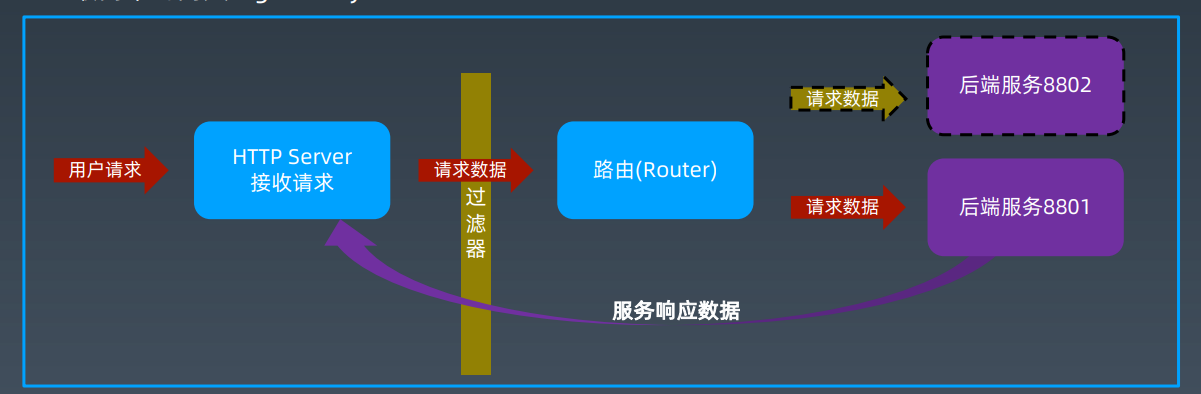 用户请求
HTTP Server
接收请求
请求数据
过
滤
器
路由(Router)
请求数据
后端服务8802
请求数据
后端服务8801
服务响应数据